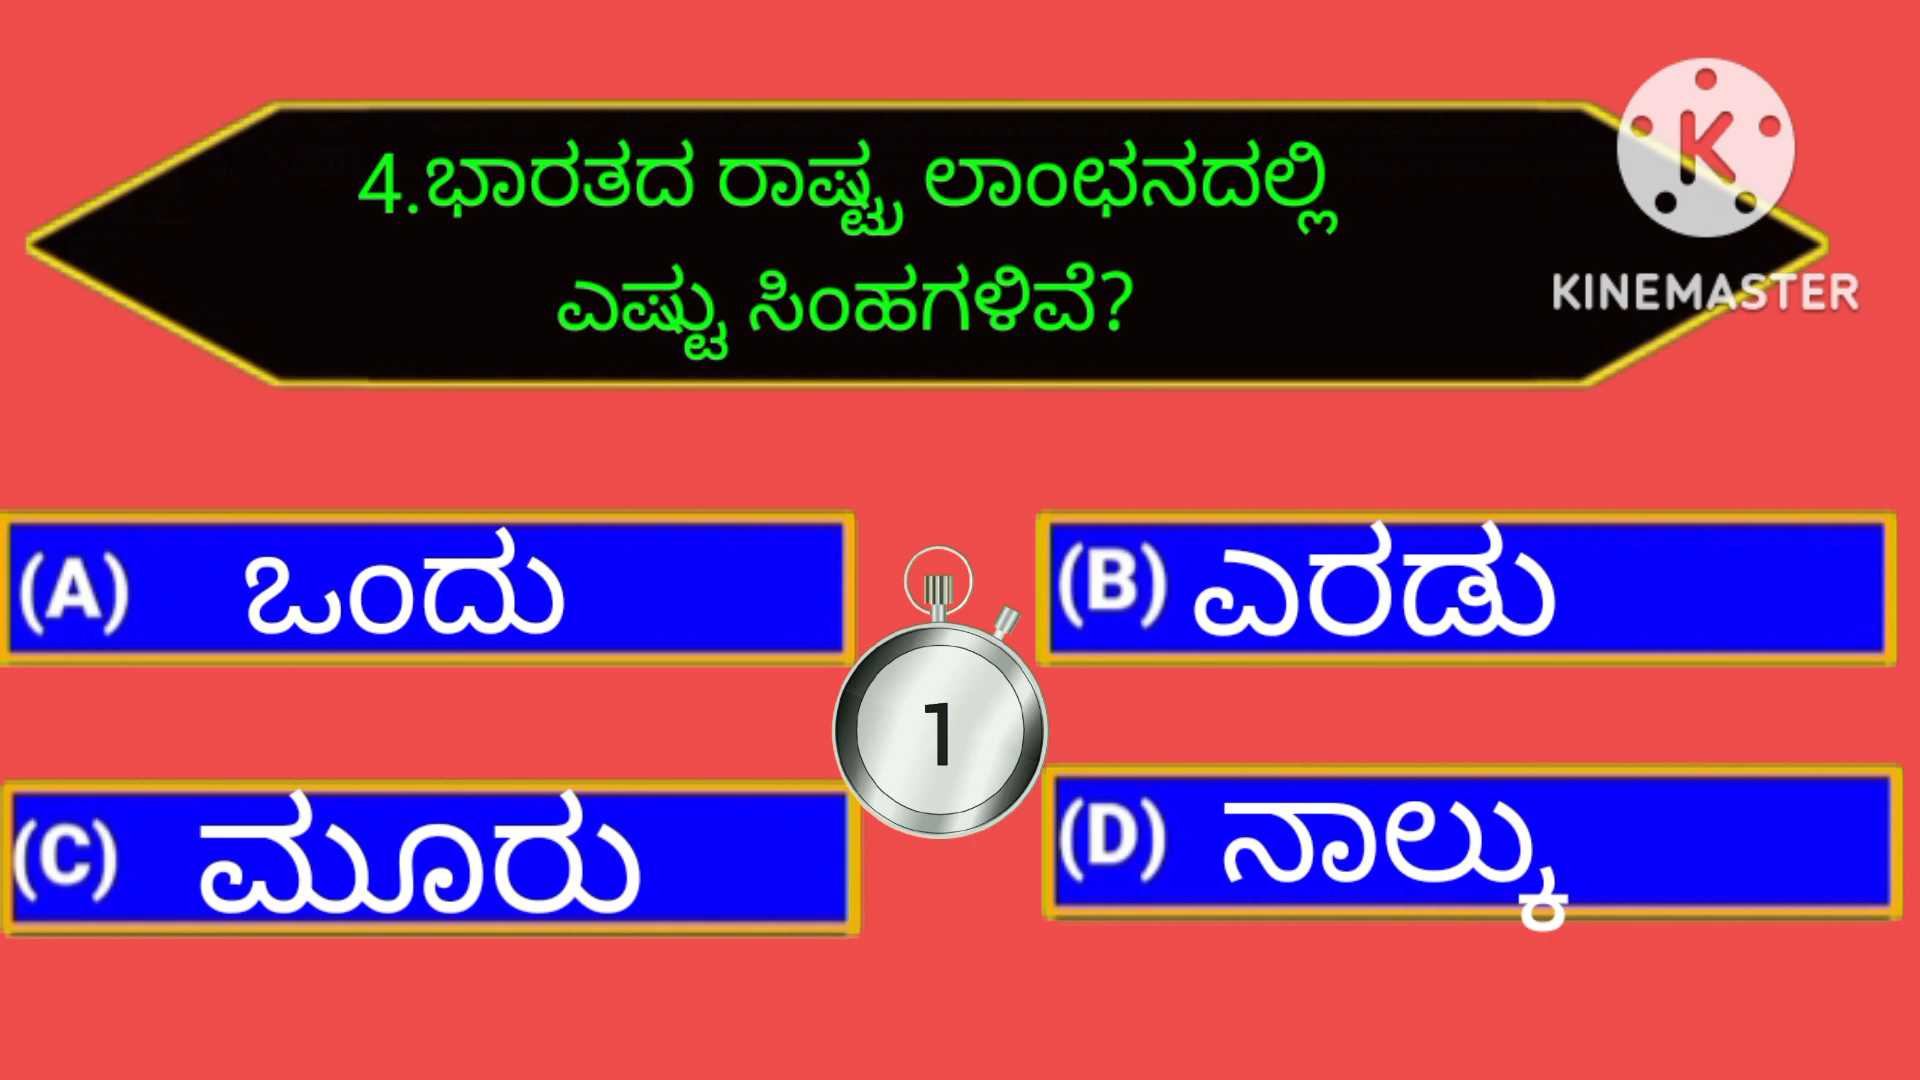 4.ಭಾರತದ ರಾಷ್ಟ್ರ ಲಾಂಛನದಲ್ಲಿ
ಎಷ್ಟು ಸಿಂಹಗಳಿವೆ?
K
KINEMASTER
(A) ಒಂದು
(B) ಎರಡು
1
(C) ಮೂರು
(D) ನಾಲ್ಕು